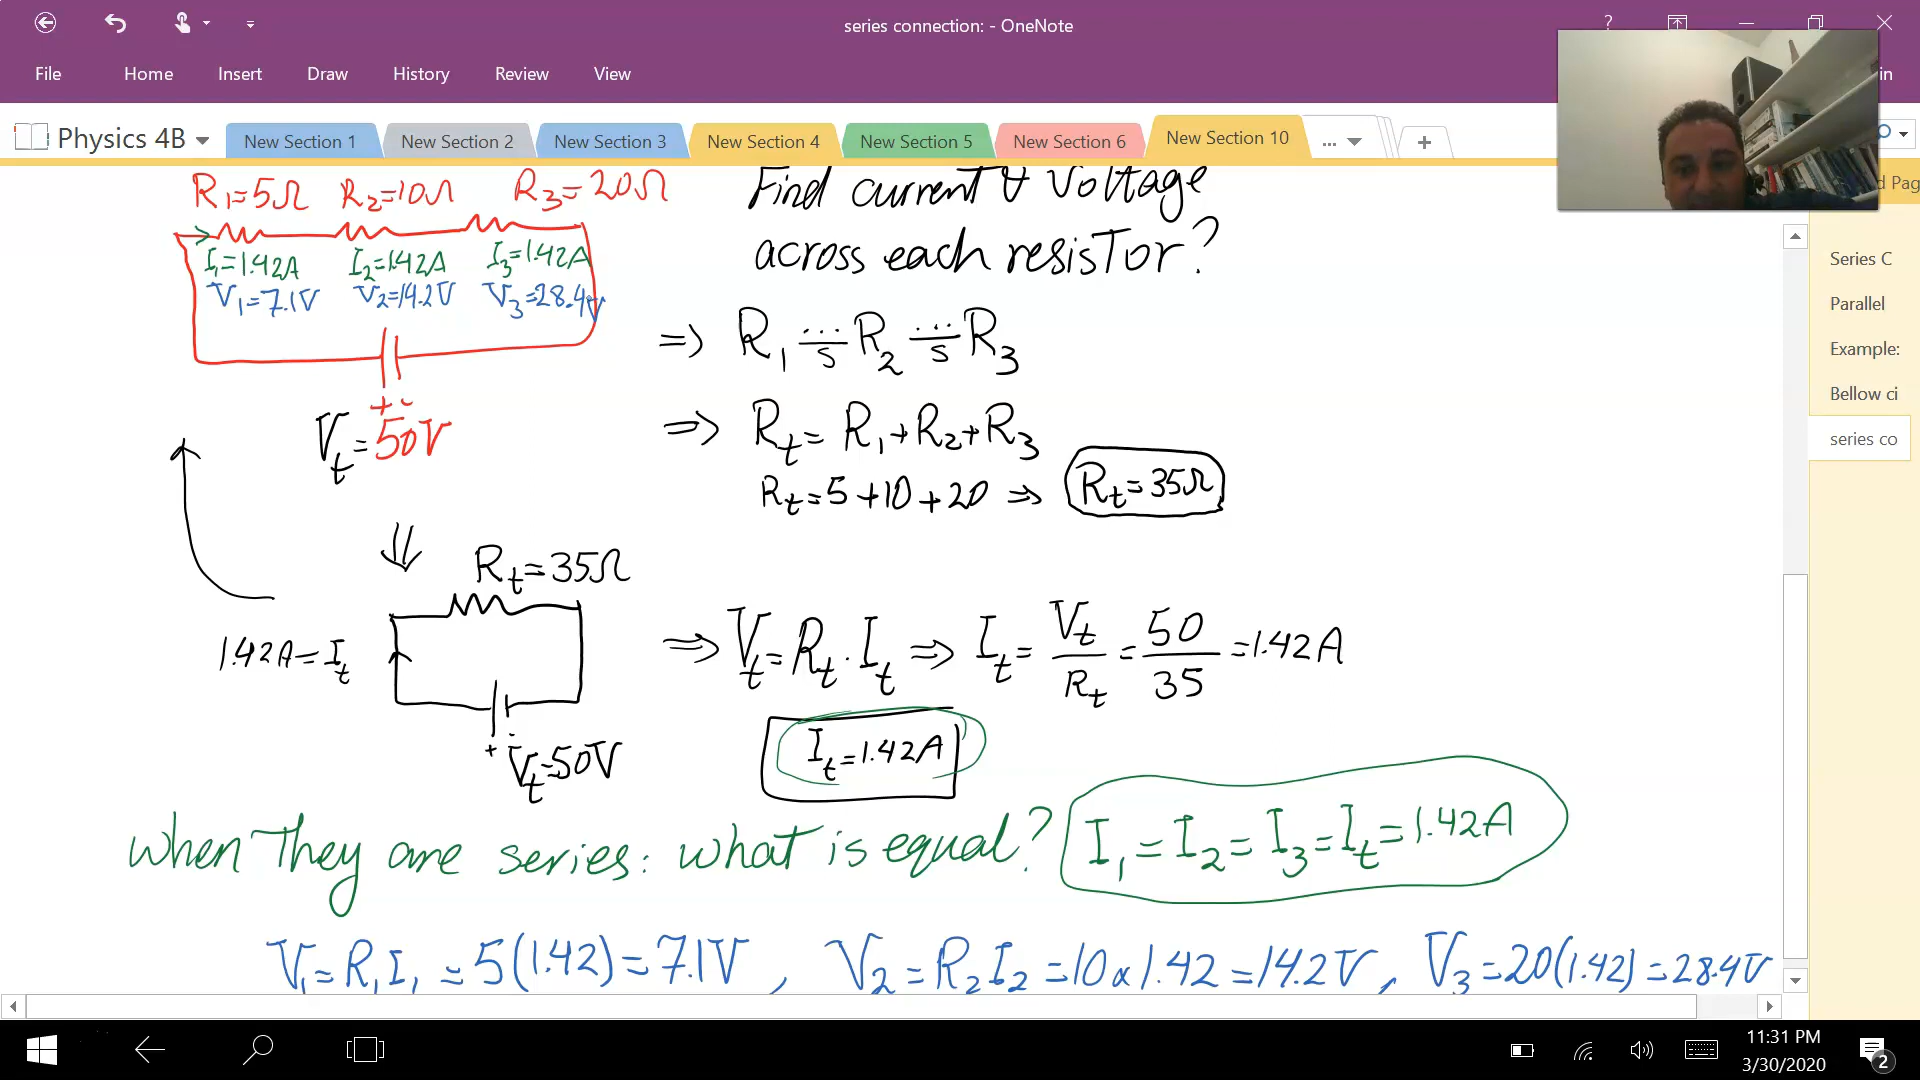 series connection: - OneNote
File Home Insert Draw History Review View
Physics 4B New Section 1 New Section 2 New Section 3 New Section 4 New Section 5 New Section 6 New Section 10 ... +
Series C
Parallel
Example:
Bellow ci
series co
R1=5Ω R2=10Ω R3=20Ω
I1=1.42A I2=1.42A I3=1.42A
V1=7.1V V2=14.2V V3=28.4V
+ -
Vt=50V
Find current & voltage
across each resistor?
⇒ R1 ...s R2 ...s R3
⇒ Rt=R1+R2+R3
Rt=5+10+20 ⇒ Rt=35Ω
⇓
Rt=35Ω
1.42A=It
+ -
Vt=50V
⇒ Vt=Rt.It ⇒ It=Vt/Rt=50/35=1.42A
It=1.42A
when they are series: what is equal? I1=I2=I3=It=1.42A
V1=R1I1=5(1.42)=7.1V, V2=R2I2=10x1.42=14.2V, V3=20(1.42)=28.4V
11:31 PM
3/30/2020
2